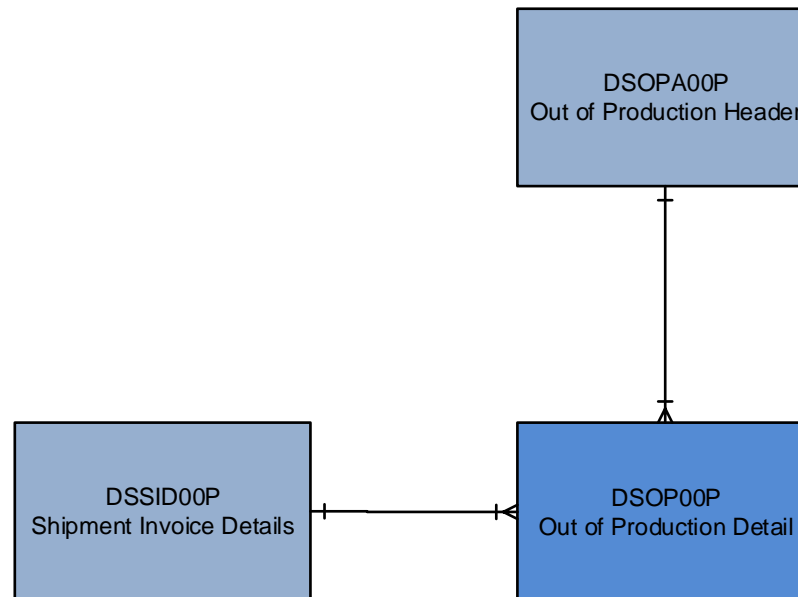 DSOPA00P
Out of Production Header
DSSID00P
Shipment Invoice Details
DSOP00P
Out of Production Detail